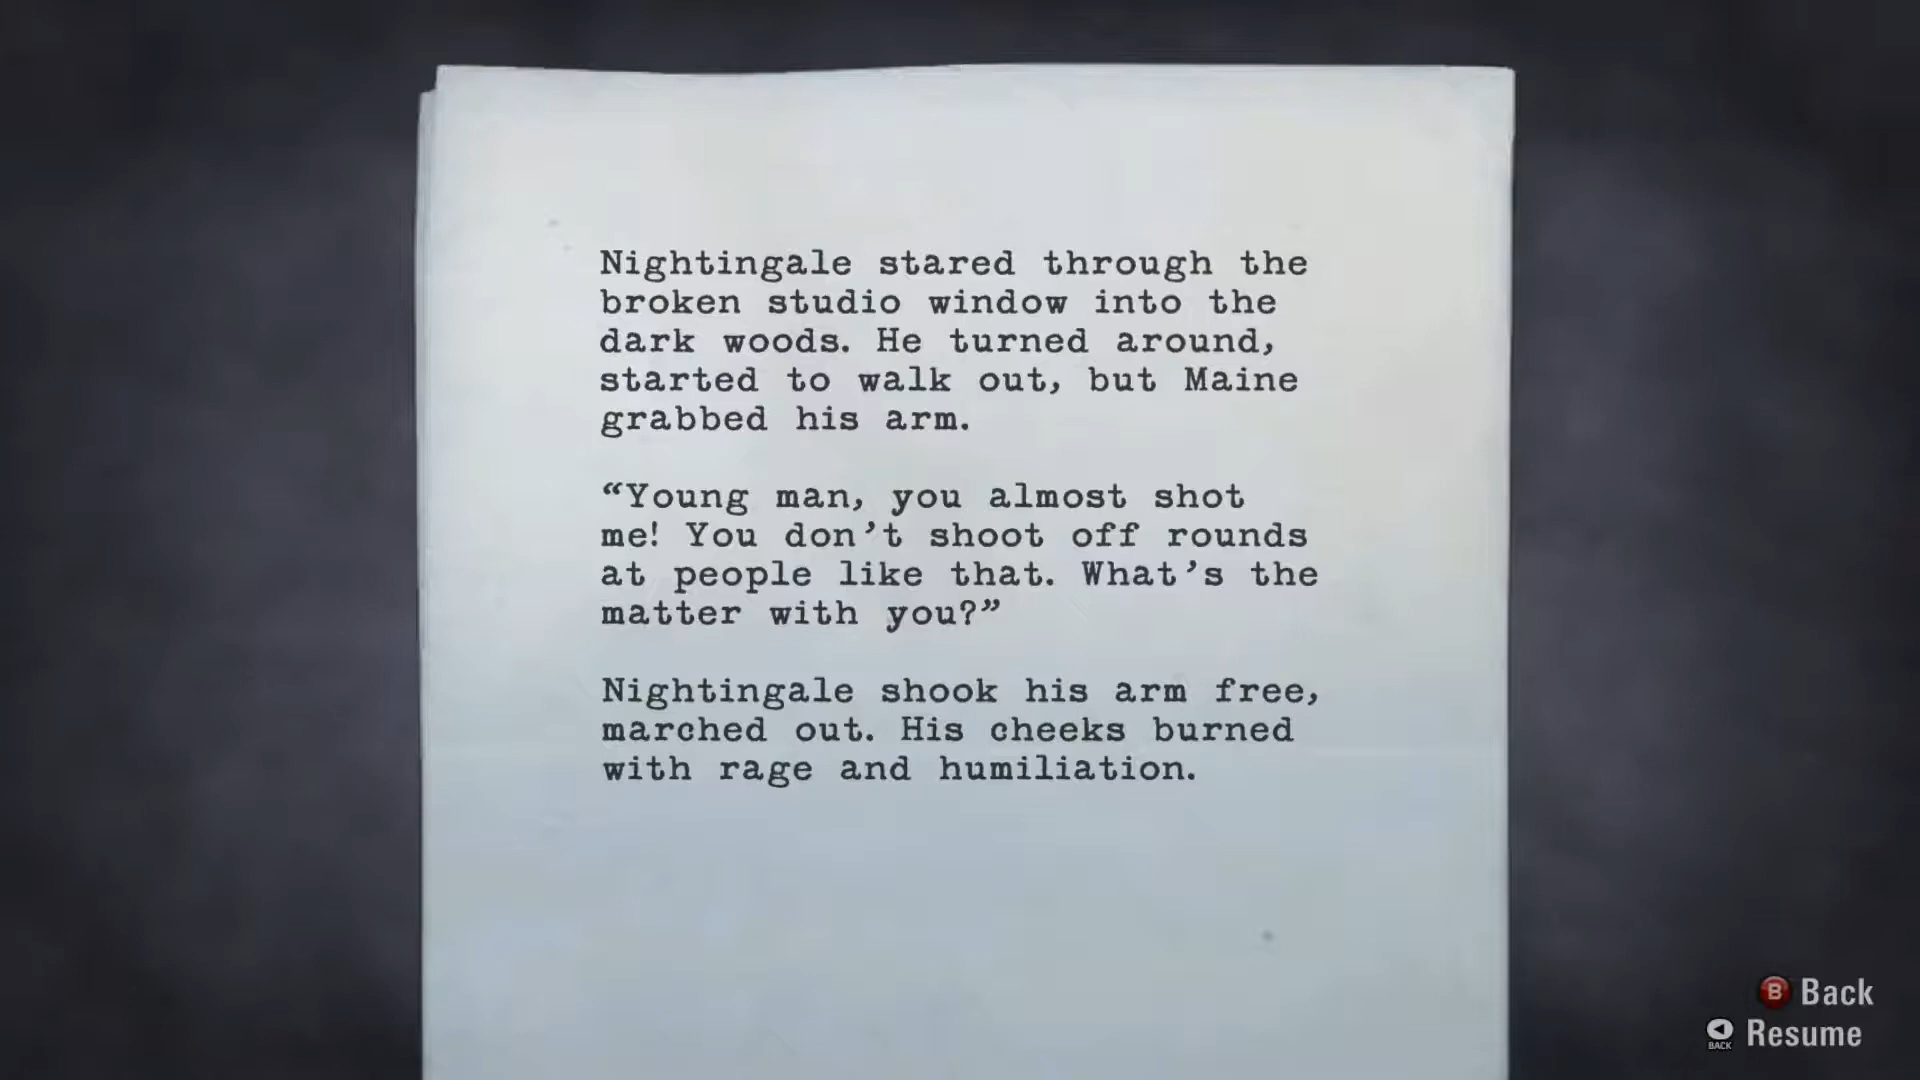 Nightingale stared through the
broken studio window into the
dark woods. He turned around,
started to walk out, but Maine
grabbed his arm.
“Young man, you almost shot
me! You don’t shoot off rounds
at people like that. What’s the
matter with you?”
Nightingale shook his arm free,
marched out. His cheeks burned
with rage and humiliation.
B Back
BACK Resume